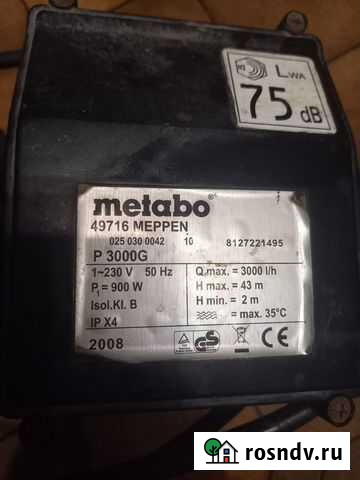 LWA
75 dB
metabo
49716 MEPPEN
025 030 0042 10 8127221495
P 3000G
1~230 V 50 Hz Q max. = 3000 l/h
P₁ = 900 W H max. = 43 m
Isol.Kl. B H min. = 2 m
IP X4 = max. 35°C
2008 CE
rosndv.ru